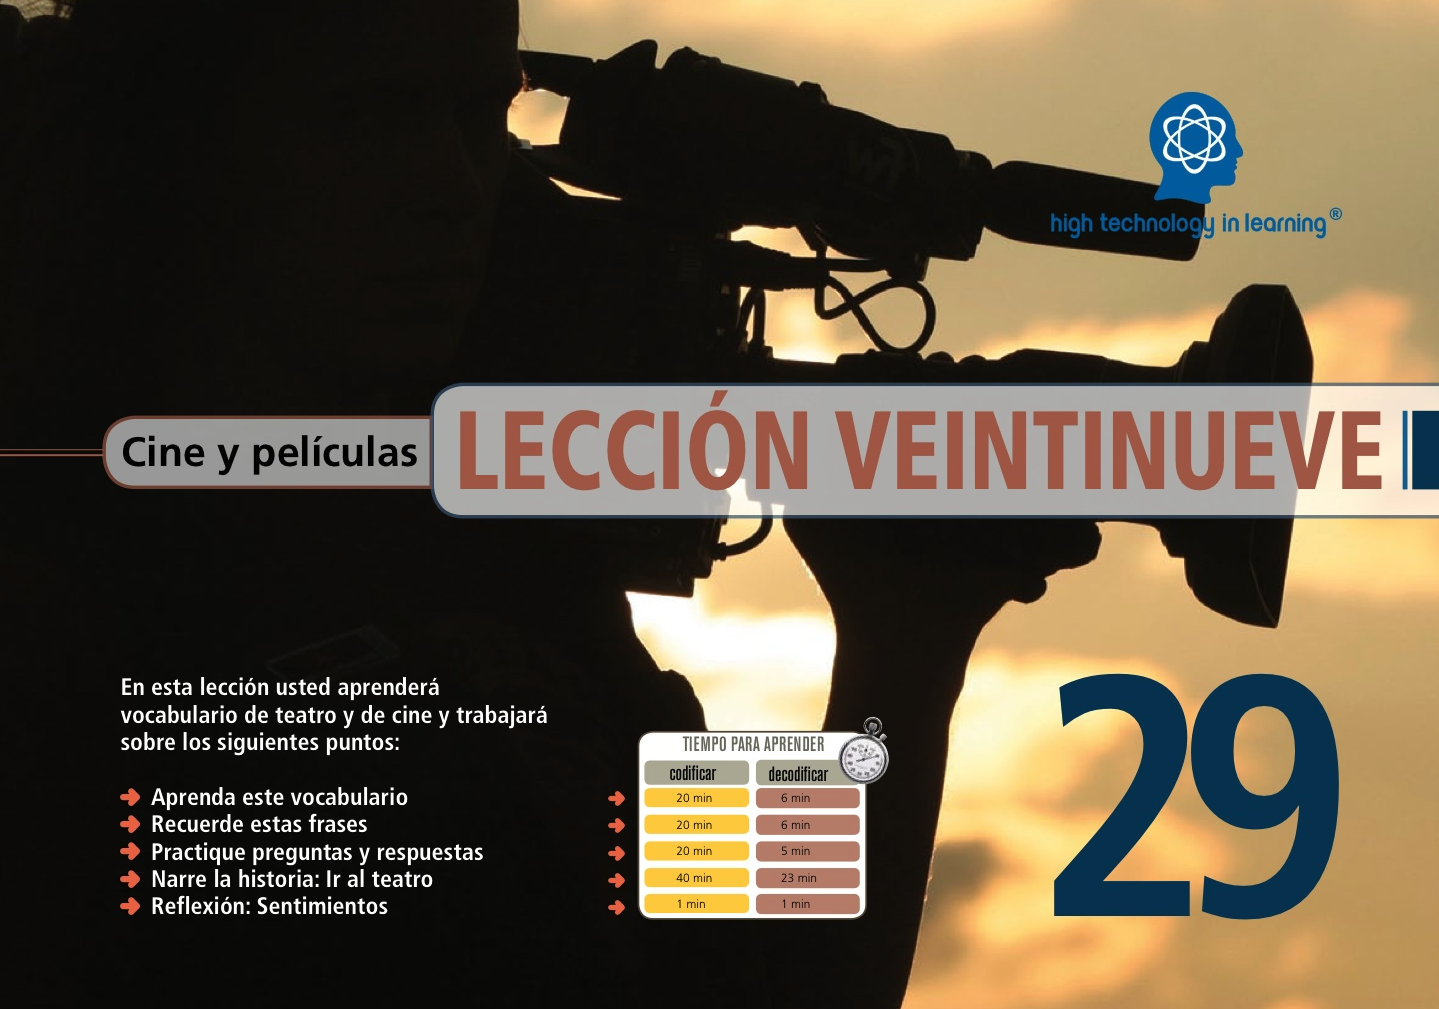 high technology in learning®
Cine y películas
LECCIÓN VEINTINUEVE
En esta lección usted aprenderá
vocabulario de teatro y de cine y trabajará
sobre los siguientes puntos:
Aprenda este vocabulario
Recuerde estas frases
Practique preguntas y respuestas
Narre la historia: Ir al teatro
Reflexión: Sentimientos
TIEMPO PARA APRENDER
codificar decodificar
20 min 6 min
20 min 6 min
20 min 5 min
40 min 23 min
1 min 1 min
29